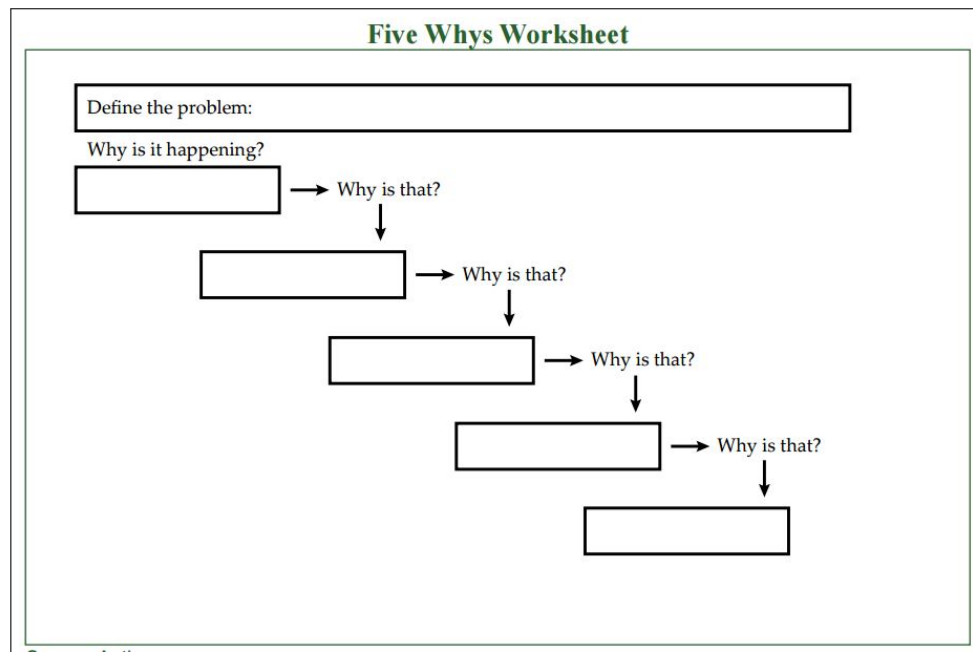 Five Whys Worksheet
Define the problem:
Why is it happening?
Why is that?
Why is that?
Why is that?
Why is that?